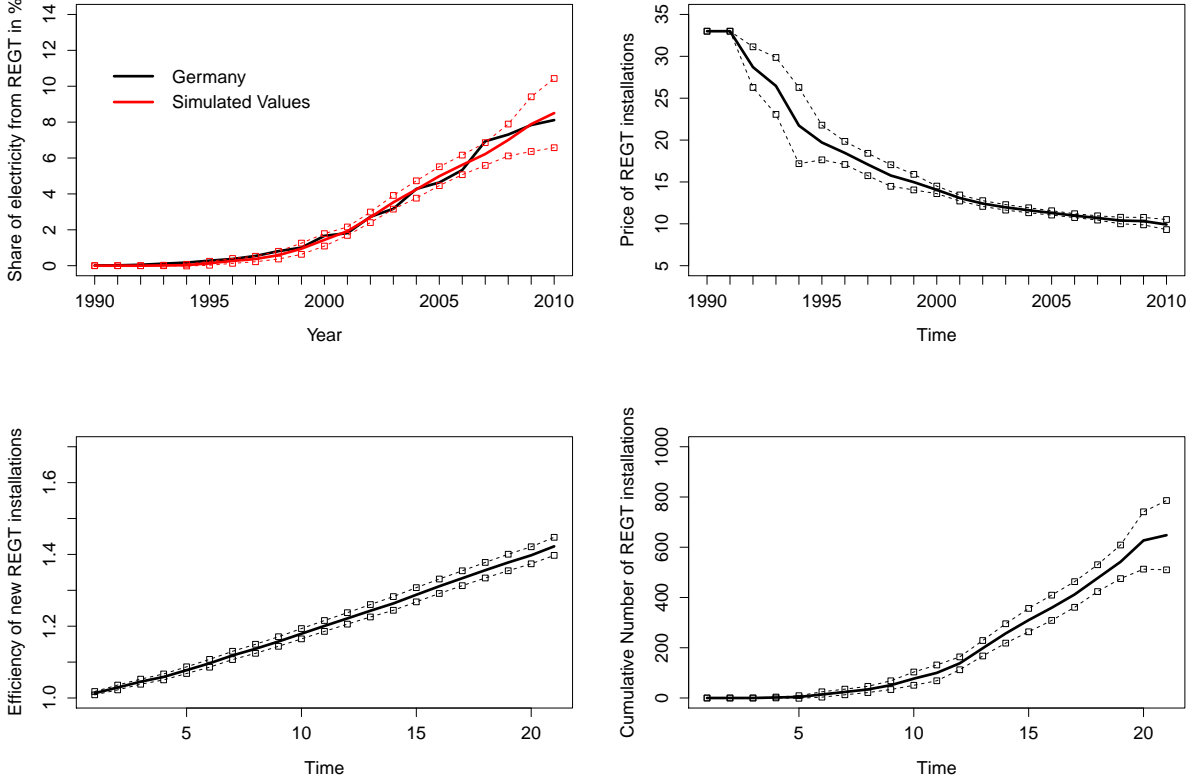 Share of electricity from REGT in %
14
12
10
8
6
4
2
0
Germany
Simulated Values
1990 1995 2000 2005 2010
Year
Price of REGT installations
35
30
25
20
15
10
5
1990 1995 2000 2005 2010
Time
Efficiency of new REGT installations
1.6
1.4
1.2
1.0
5 10 15 20
Time
Cumulative Number of REGT installations
1000
800
600
400
200
0
5 10 15 20
Time